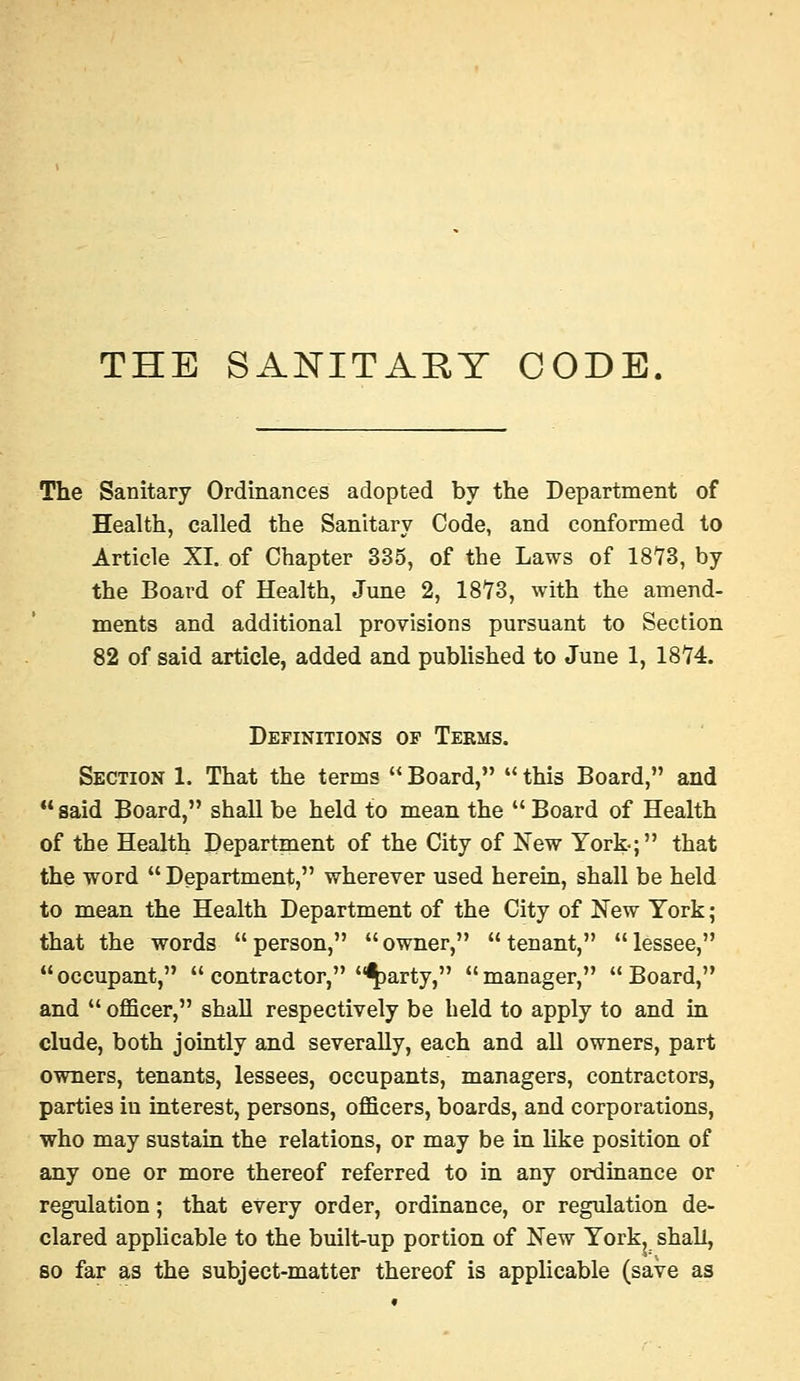 THE SANITARY CODE.
The Sanitary Ordinances adopted by the Department of
Health, called the Sanitary Code, and conformed to
Article XI. of Chapter 335, of the Laws of 1873, by
the Board of Health, June 2, 1873, with the amend-
ments and additional provisions pursuant to Section
82 of said article, added and published to June 1, 1874.
Definitions of Terms.
Section 1. That the terms "Board," "this Board," and
"said Board," shall be held to mean the "Board of Health
of the Health Department of the City of New York;" that
the word "Department," wherever used herein, shall be held
to mean the Health Department of the City of New York;
that the words "person," "owner," "tenant," "lessee,"
"occupant," "contractor," "party," "manager," "Board,"
and "officer," shall respectively be held to apply to and in
clude, both jointly and severally, each and all owners, part
owners, tenants, lessees, occupants, managers, contractors,
parties in interest, persons, officers, boards, and corporations,
who may sustain the relations, or may be in like position of
any one or more thereof referred to in any ordinance or
regulation; that every order, ordinance, or regulation de-
clared applicable to the built-up portion of New York, shall,
so far as the subject-matter thereof is applicable (save as